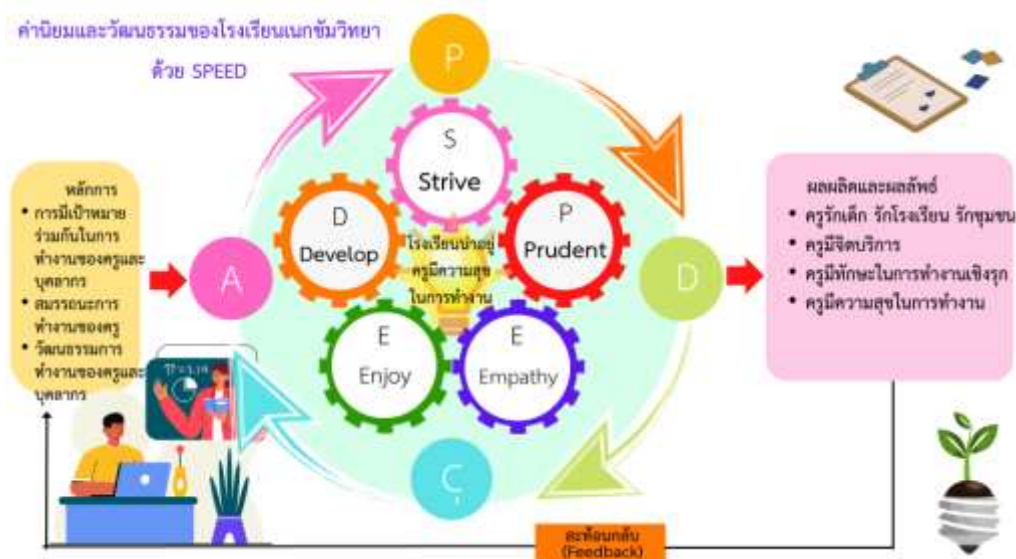 ค่านิยมและวัฒนธรรมของโรงเรียนเนกขัมวิทยา
ด้วย SPEED
P
หลักการ
• การมีเป้าหมาย
ร่วมกันในการ
ทำงานของครูและ
บุคลากร
• สมรรถนะการ
ทำงานของครู
• วัฒนธรรมการ
ทำงานของครูและ
บุคลากร
A
S
Strive
D
Develop
P
Prudent
โรงเรียนน่าอยู่
ครูมีความสุข
ในการทำงาน
E
Enjoy
E
Empathy
D
C
ผลผลิตและผลลัพธ์
• ครูรักเด็ก รักโรงเรียน รักชุมชน
• ครูมีจิตบริการ
• ครูมีทักษะในการทำงานเชิงรุก
• ครูมีความสุขในการทำงาน
สะท้อนกลับ
(Feedback)